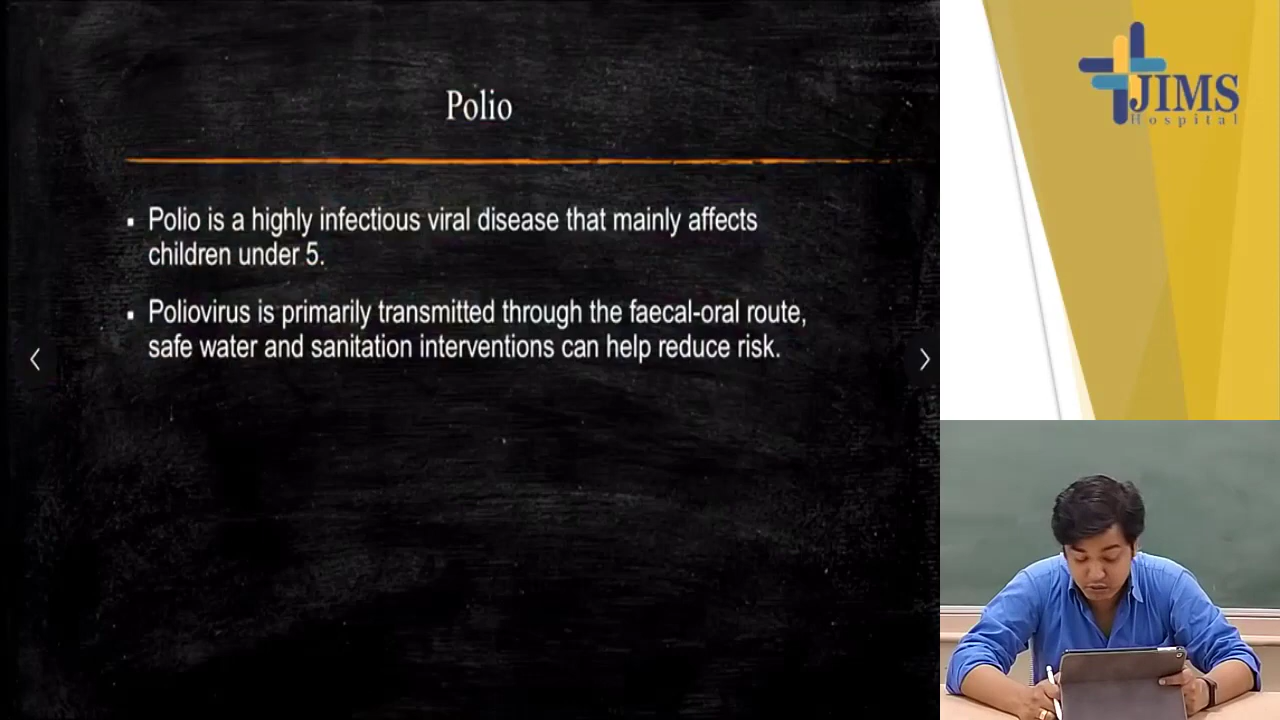 Polio
▪ Polio is a highly infectious viral disease that mainly affects
children under 5.
▪ Poliovirus is primarily transmitted through the faecal-oral route,
safe water and sanitation interventions can help reduce risk.
JIMS
Hospital